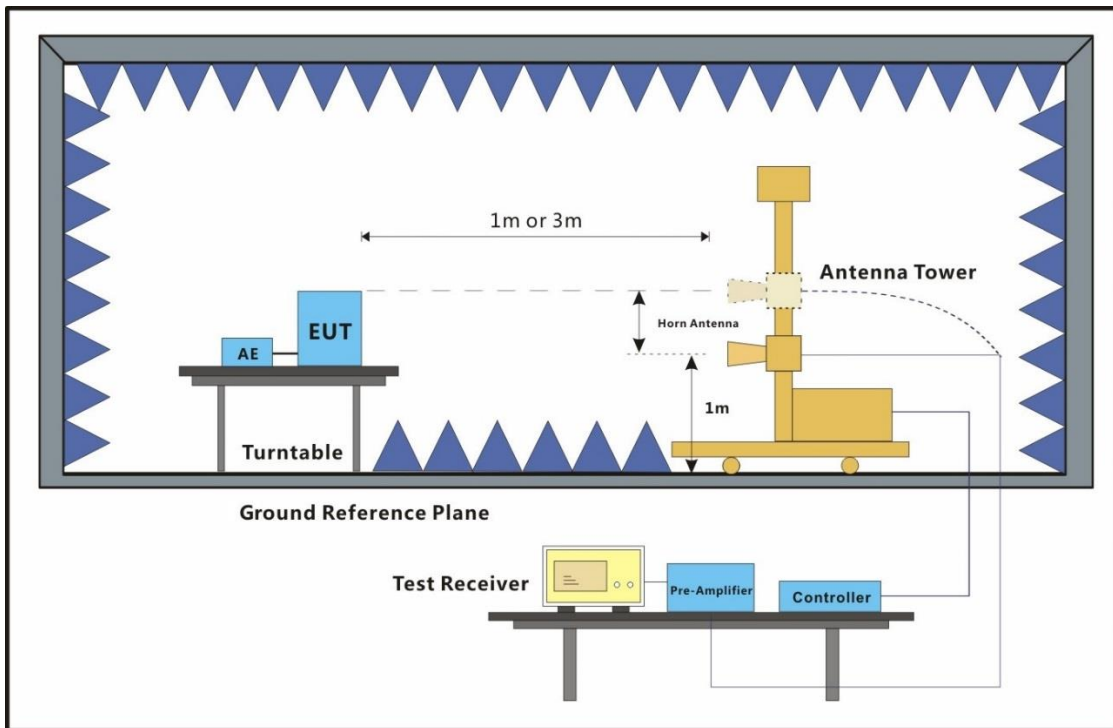 1m or 3m
Antenna Tower
Horn Antenna
EUT
AE
1m
Turntable
Ground Reference Plane
Test Receiver
Pre-Amplifier
Controller